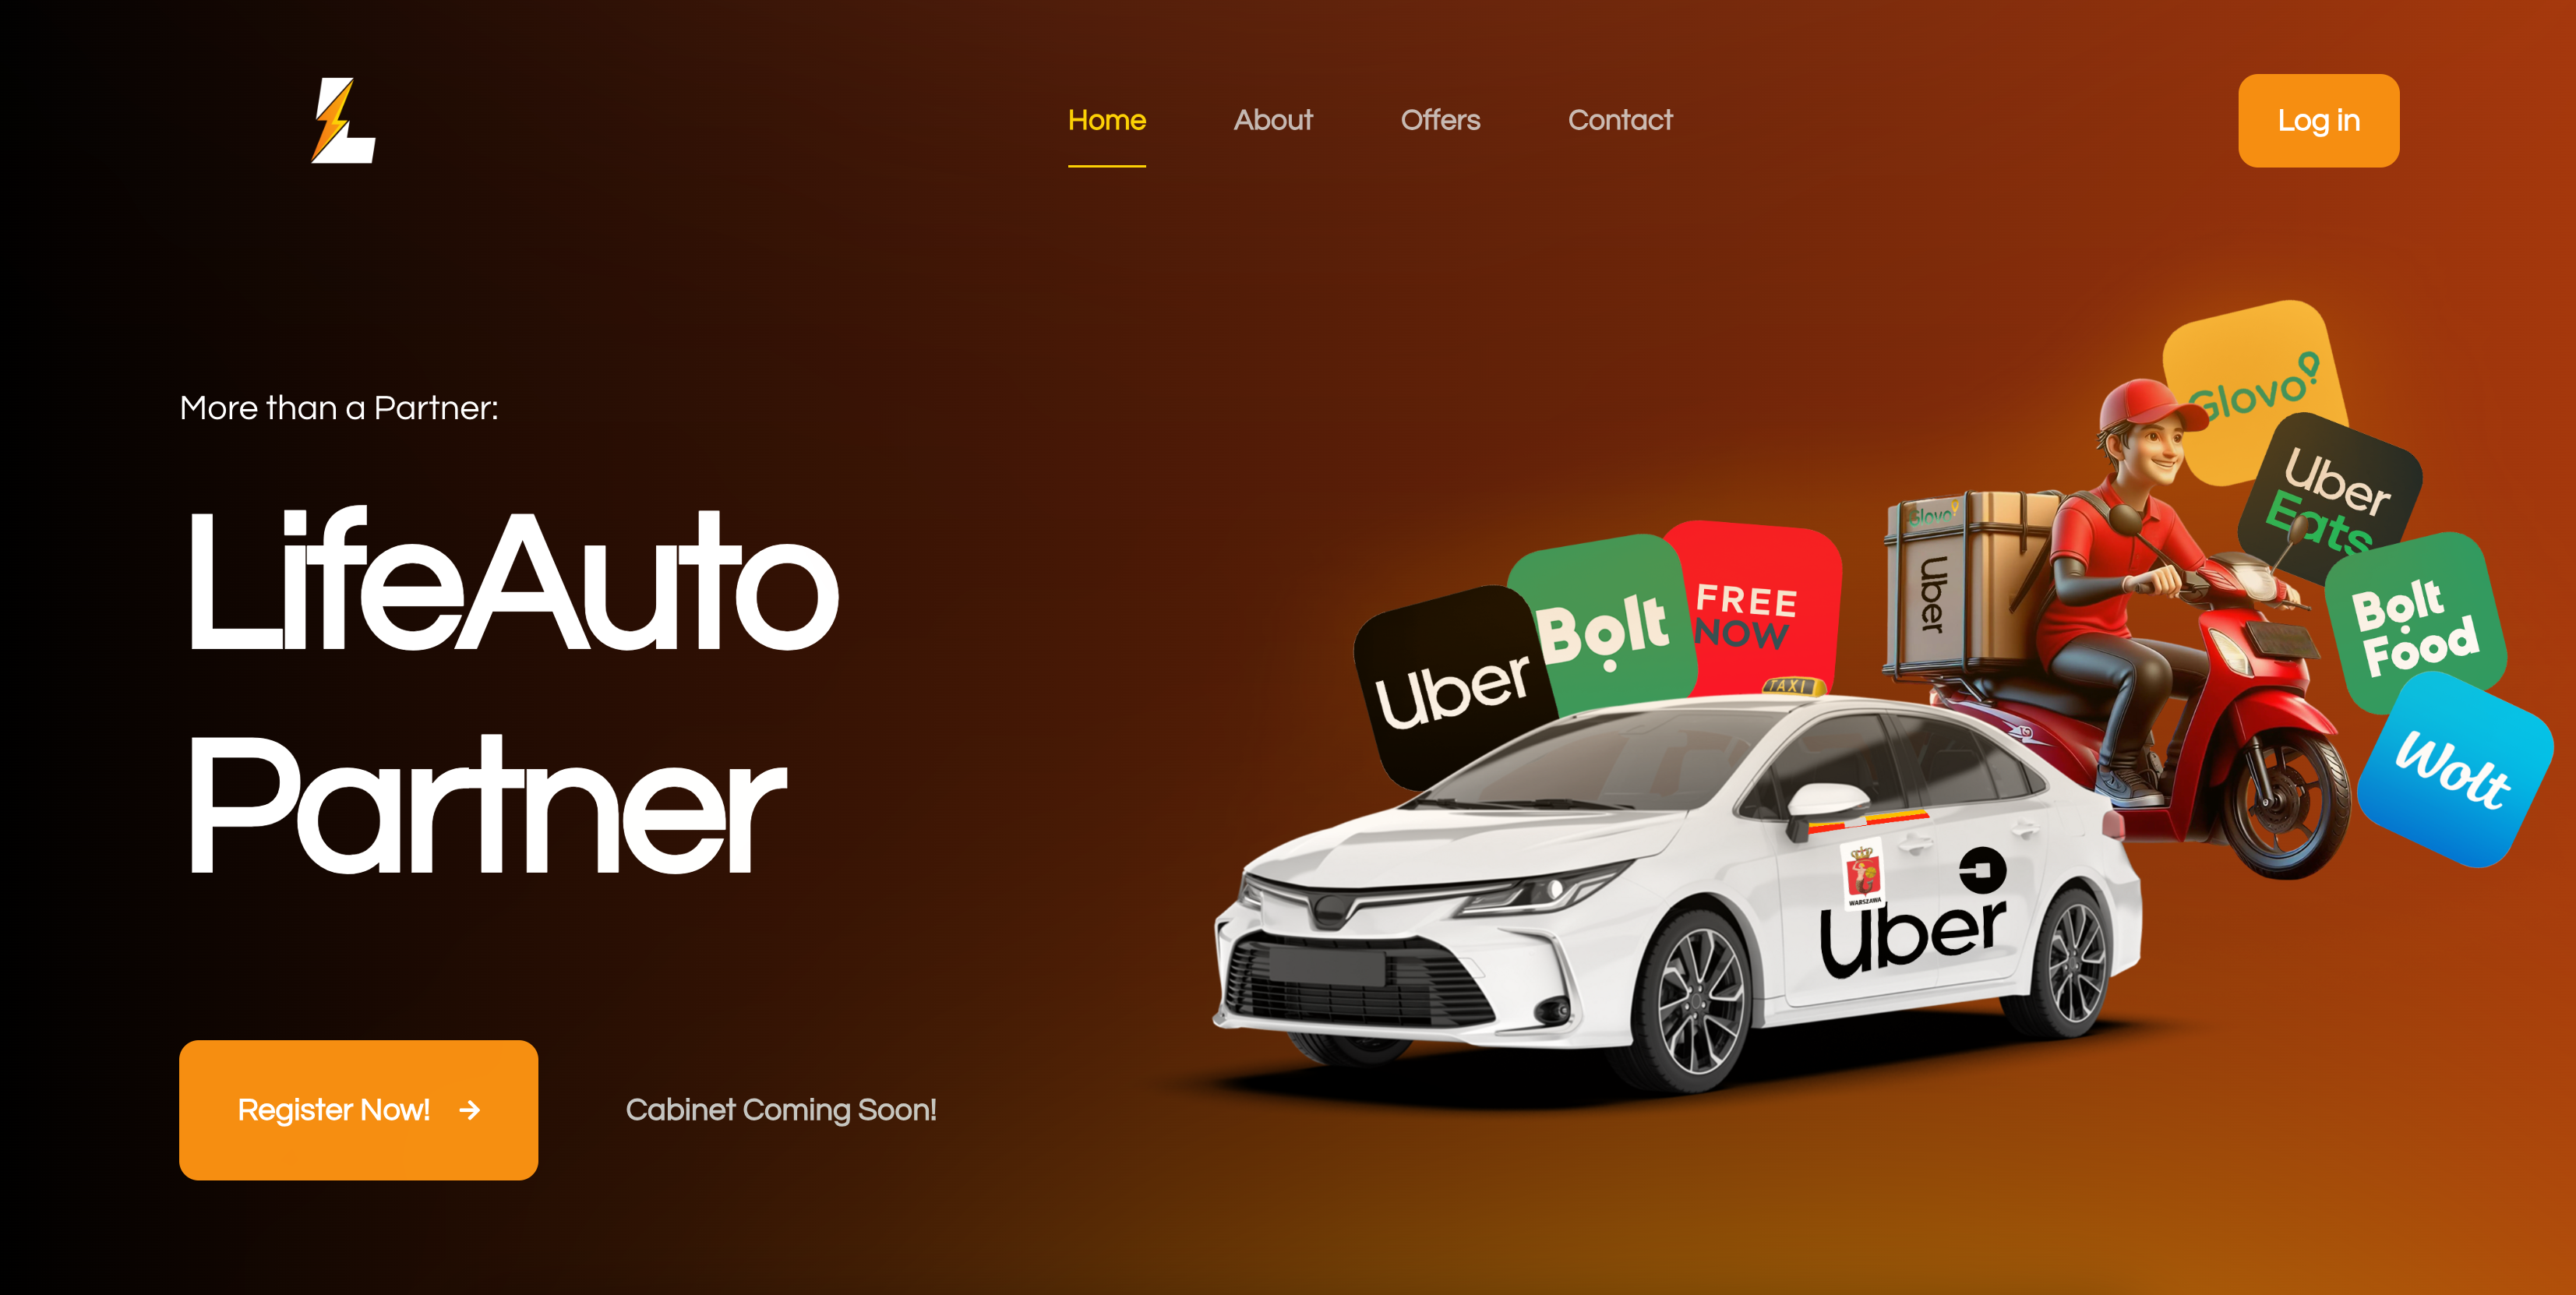 L
Home About Offers Contact
Log in
More than a Partner:
LifeAuto
Partner
Register Now!
Cabinet Coming Soon!
Glovo
Uber
Eats
Bolt
Food
Wolt
Glovo
Uber
FREE
NOW
Bolt
Uber
TAXI
WARSZAWA
Uber